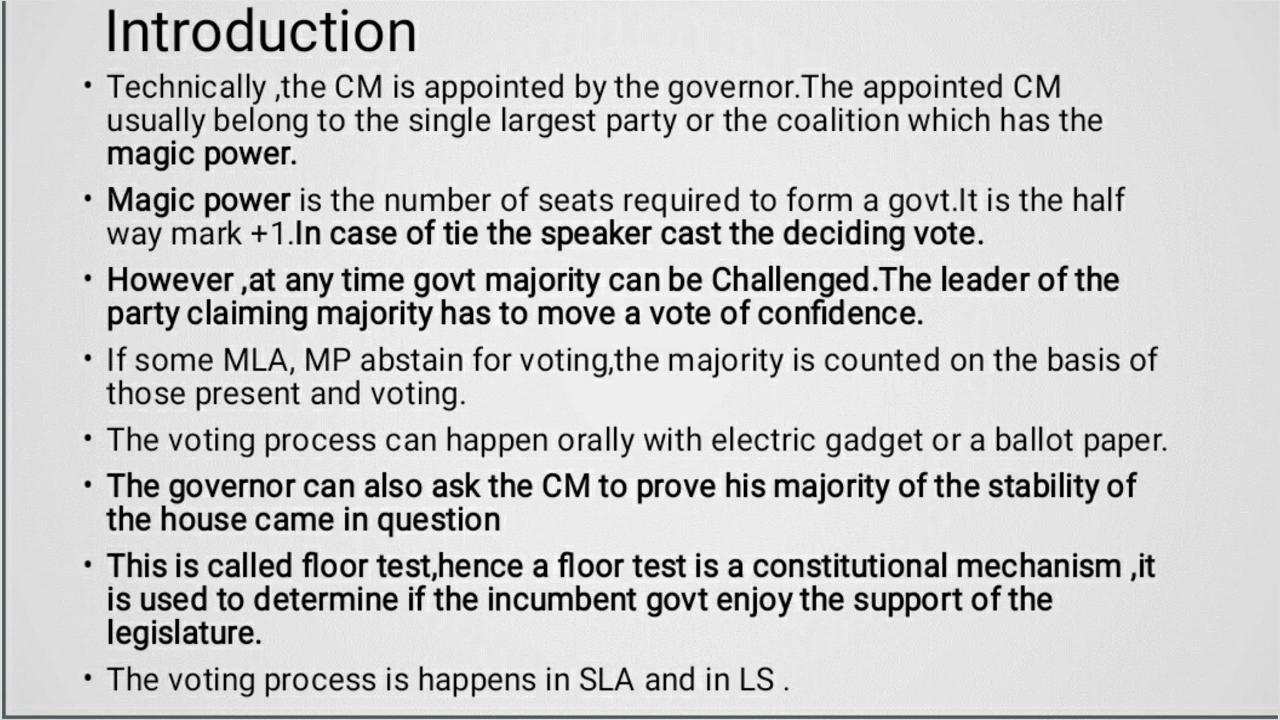 Introduction
• Technically ,the CM is appointed by the governor.The appointed CM
usually belong to the single largest party or the coalition which has the
magic power.
• Magic power is the number of seats required to form a govt.It is the half
way mark +1.In case of tie the speaker cast the deciding vote.
• However ,at any time govt majority can be Challenged.The leader of the
party claiming majority has to move a vote of confidence.
• If some MLA, MP abstain for voting,the majority is counted on the basis of
those present and voting.
• The voting process can happen orally with electric gadget or a ballot paper.
• The governor can also ask the CM to prove his majority of the stability of
the house came in question
• This is called floor test,hence a floor test is a constitutional mechanism ,it
is used to determine if the incumbent govt enjoy the support of the
legislature.
• The voting process is happens in SLA and in LS .